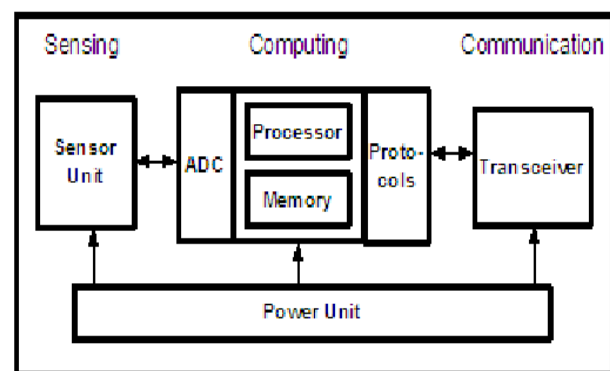 Sensing
Computing
Communication
Sensor
Unit
ADC
Processor
Memory
Proto-
cols
Transceiver
Power Unit